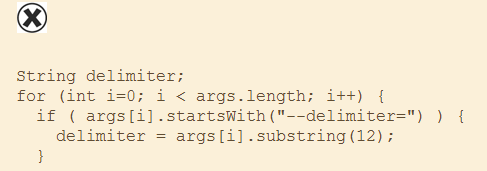 String delimiter;
for (int i=0; i < args.length; i++) {
  if ( args[i].startsWith("--delimiter=") ) {
    delimiter = args[i].substring(12);
  }